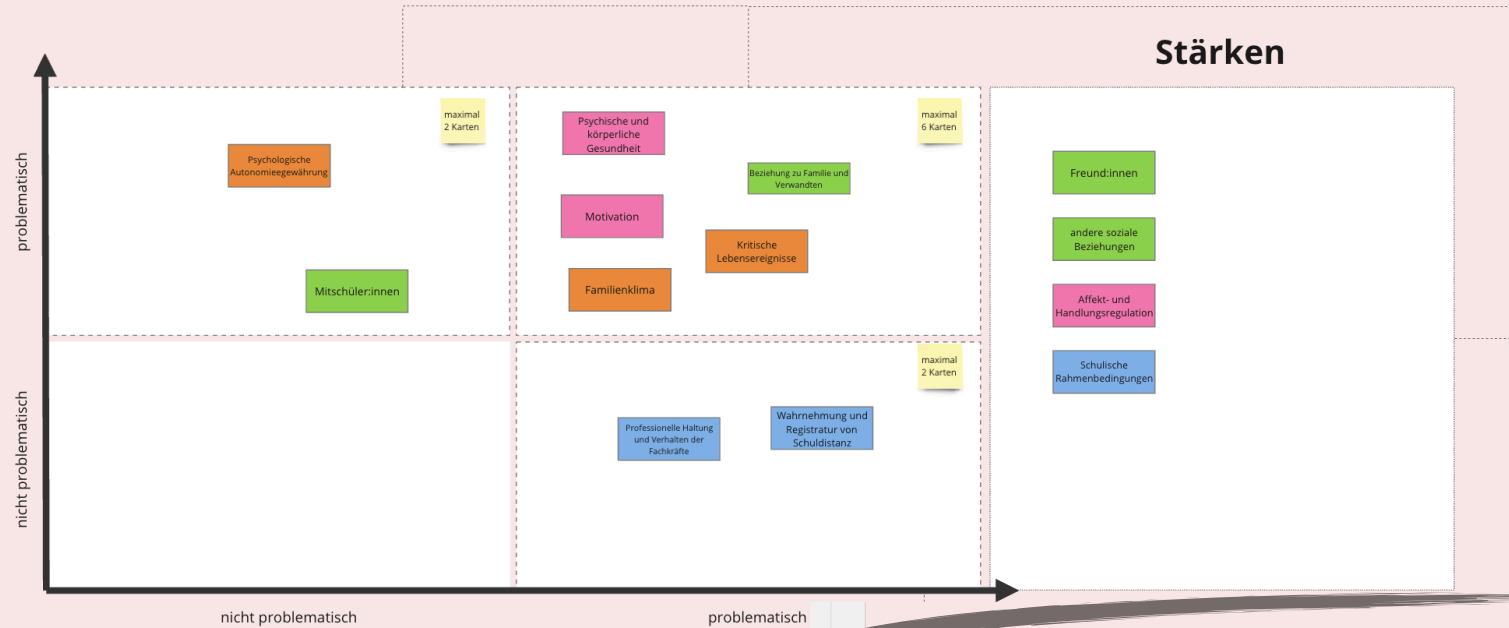 Stärken
problematisch
nicht problematisch
maximal
2 Karten
Psychologische
Autonomieegewährung
Mitschüler:innen
maximal
6 Karten
Psychische und
körperliche
Gesundheit
Beziehung zu Familie und
Verwandten
Motivation
Kritische
Lebensereignisse
Familienklima
maximal
2 Karten
Professionelle Haltung
und Verhalten der
Fachkräfte
Wahrnehmung und
Registratur von
Schuldistanz
Freund:innen
andere soziale
Beziehungen
Affekt- und
Handlungsregulation
Schulische
Rahmenbedingungen
nicht problematisch
problematisch